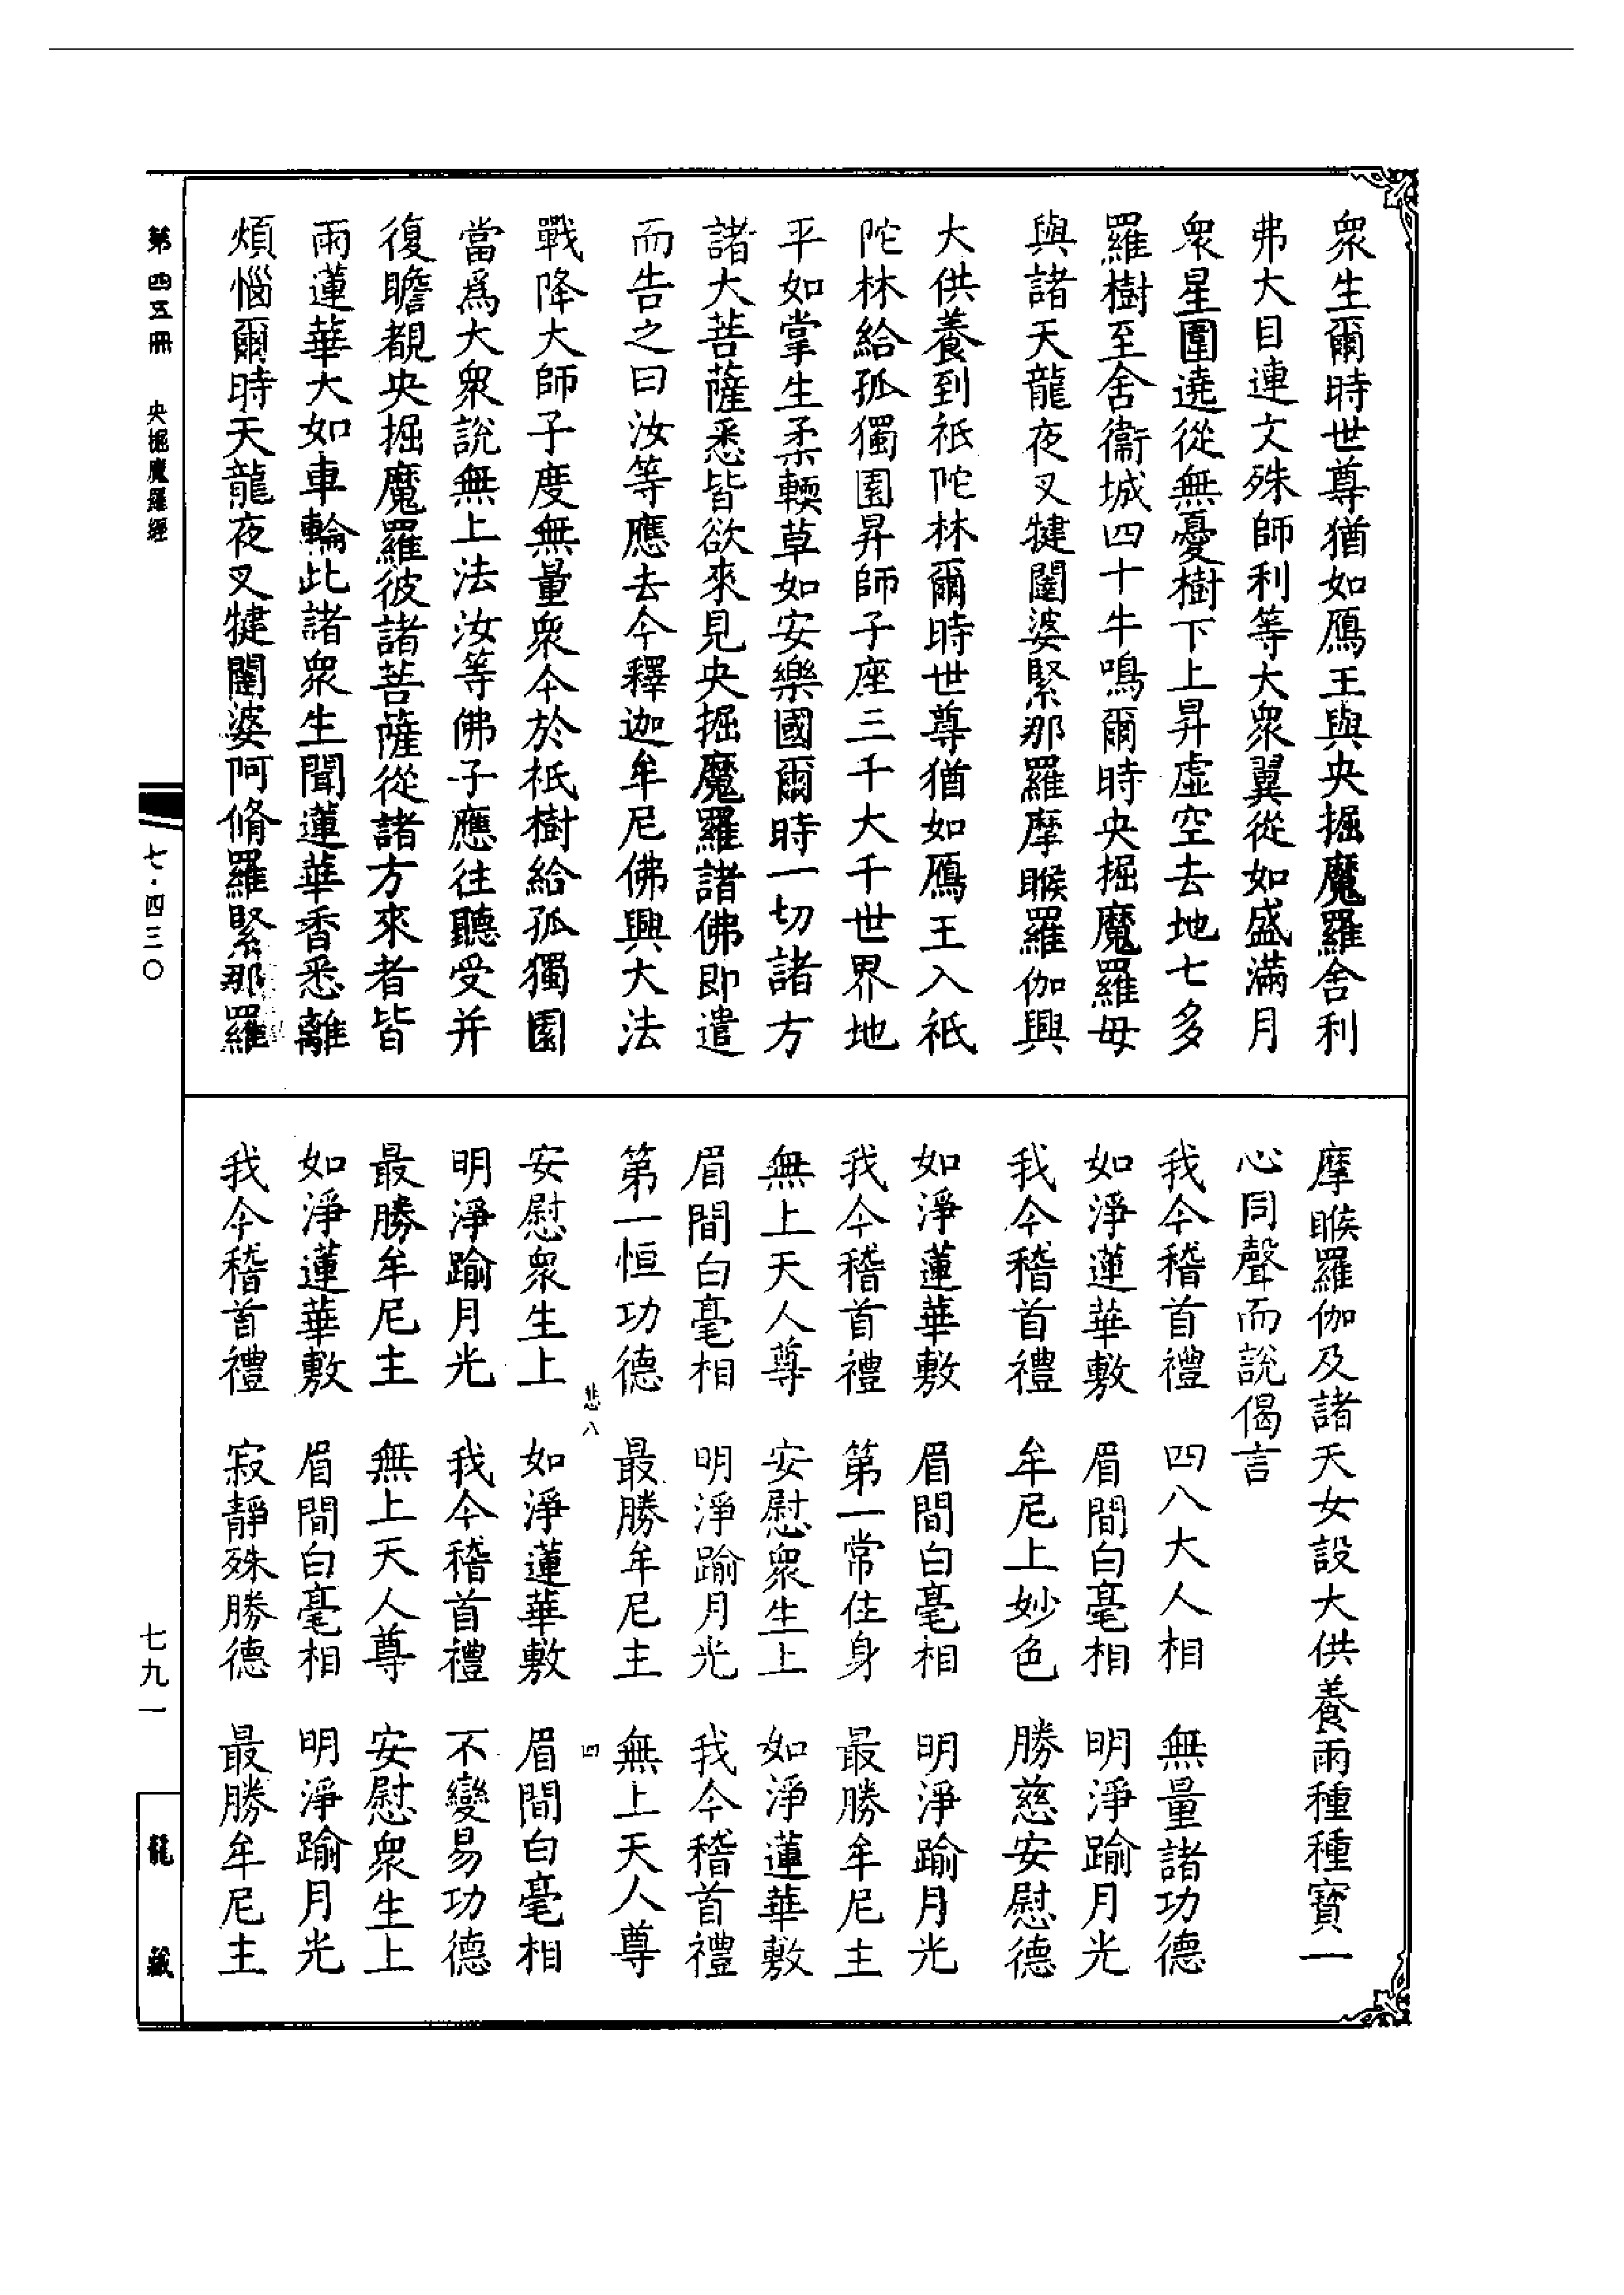 眾生爾時世尊猶如鴈王與央掘魔羅舍利
弗大目連文殊師利等大衆翼從如盛滿月
衆星圍遶從無憂樹下上昇虛空去地七多
羅樹至舍衞城四十牛鳴爾時央掘魔羅母
與諸天龍夜叉犍闥婆緊那羅摩睺羅伽興
大供養到祇陀林爾時世尊猶如鴈王入祇
陀林給孤獨園昇師子座三千大千世界地
平如掌生柔輭草如安樂國爾時一切諸方
諸大菩薩悉皆欲來見央掘魔羅諸佛即遣
而告之曰汝等應去今釋迦牟尼佛興大法
戰降大師子度無量衆今於祇樹給孤獨園
當爲大衆說無上法汝等佛子應往聽受并
復瞻覩央掘魔羅彼諸菩薩從諸方來者皆
雨蓮華大如車輪此諸衆生聞蓮華香悉離
煩惱爾時天龍夜叉犍闥婆阿脩羅緊那羅
摩睺羅伽及諸天女設大供養雨種種寶一
心同聲而說偈言
我今稽首禮　四八大人相　無量諸功德
如淨蓮華敷　眉間白毫相　明淨踰月光
我今稽首禮　牟尼上妙色　勝慈安慰德
如淨蓮華敷　眉間白毫相　明淨踰月光
我今稽首禮　第一常住身　最勝牟尼主
無上天人尊　安慰衆生上　如淨蓮華敷
眉間白毫相　明淨踰月光　我今稽首禮
第一恒功德　最勝牟尼主　無上天人尊
悲八　四
安慰衆生上　如淨蓮華敷　眉間白毫相
明淨踰月光　我今稽首禮　不變易功德
最勝牟尼主　無上天人尊　安慰衆生上
如淨蓮華敷　眉間白毫相　明淨踰月光
我今稽首禮　寂靜殊勝德　最勝牟尼主
第四五冊　央掘魔羅經
七·四三〇
七九一
龍藏